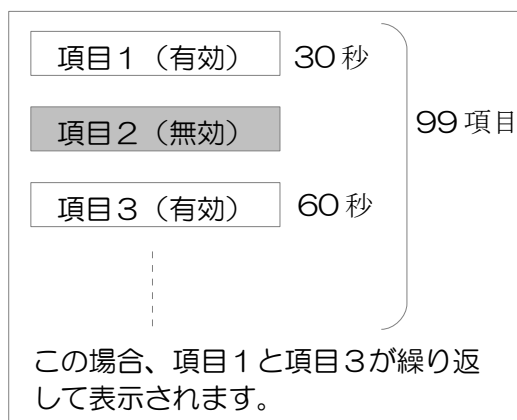 項目１（有効） 30秒
99項目
項目２（無効）
項目３（有効） 60秒
この場合、項目１と項目３が繰り返
して表示されます。